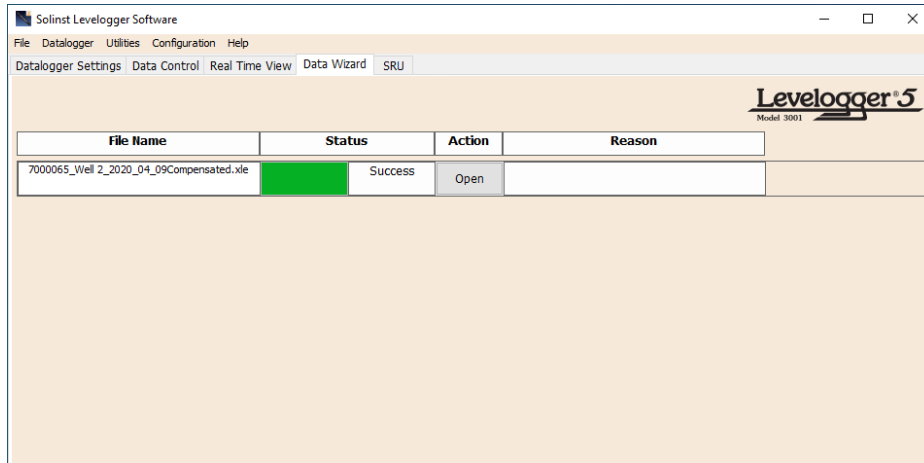 Solinst Levelogger Software
File Datalogger Utilities Configuration Help
Datalogger Settings Data Control Real Time View Data Wizard SRU
Levelogger® 5
Model 3001
File Name Status Action Reason
7000065_Well 2_2020_04_09Compensated.xle Success Open